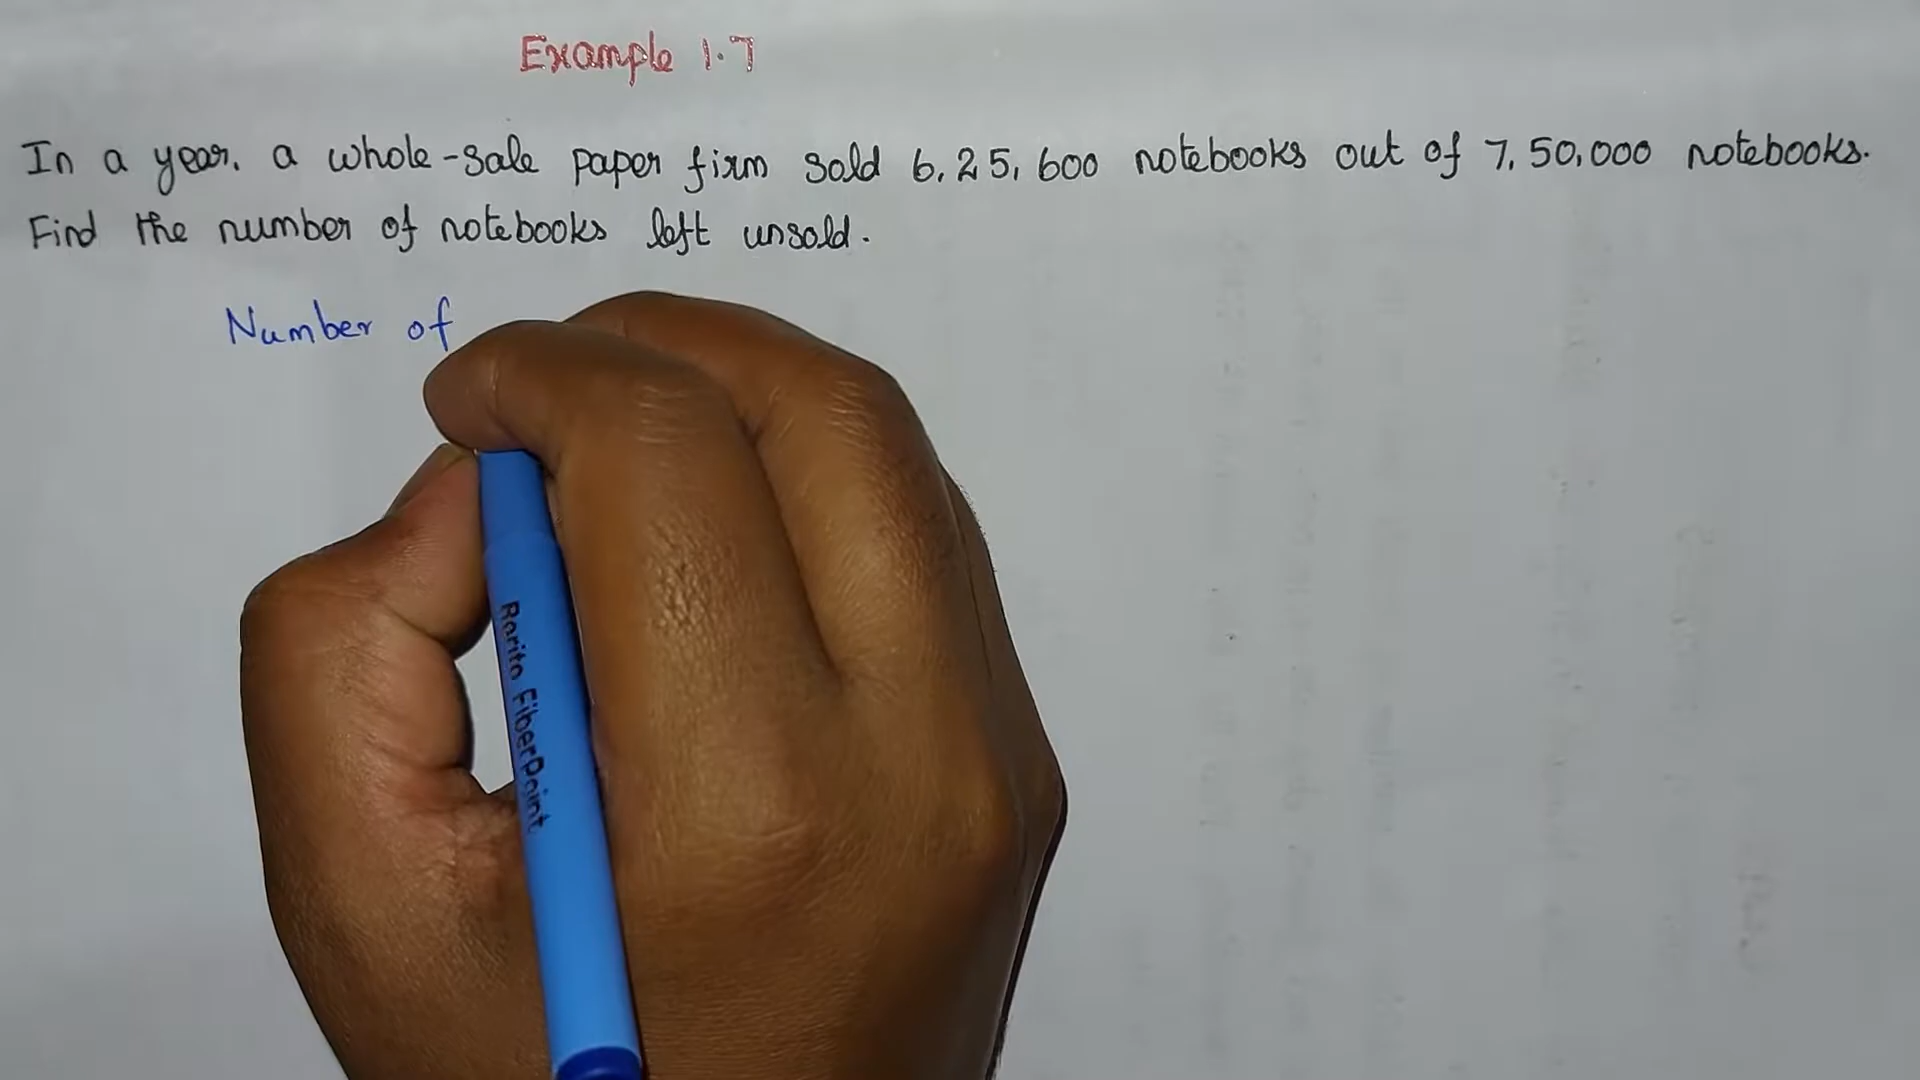 Example 1.7
In a year, a whole-sale paper firm sold 6,25,600 notebooks out of 7,50,000 notebooks.
Find the number of notebooks left unsold.
Number of
Rorito FiberPoint